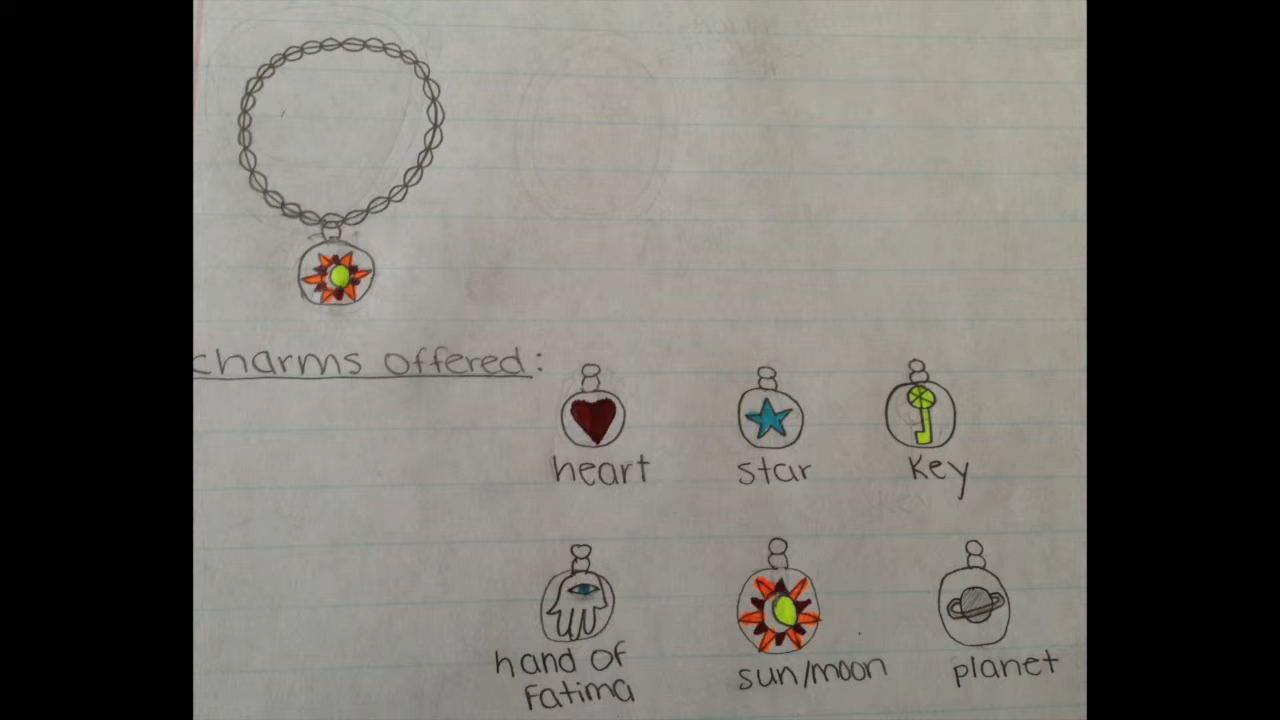 charms offered:
heart
star
key
hand of
fatima
sun/moon
planet